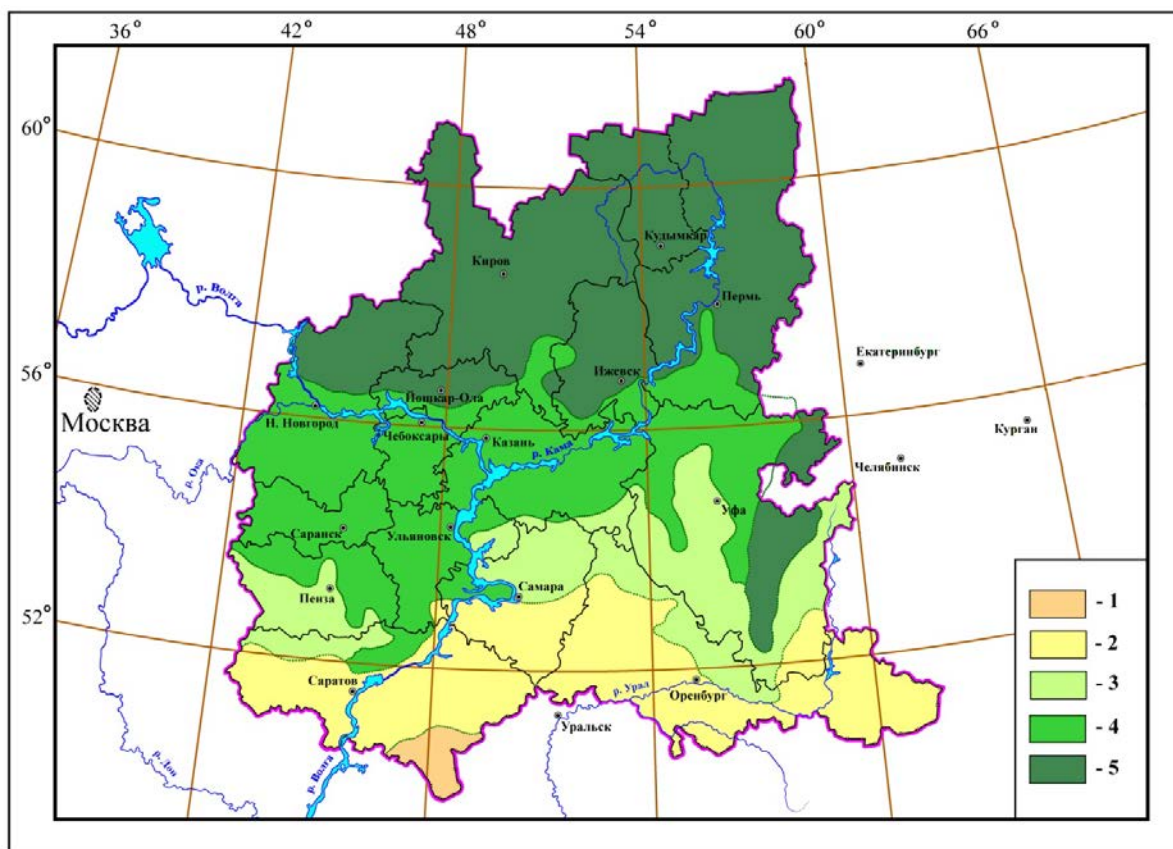 36° 42° 48° 54° 60° 66°
60°
Кудымкар
Киров
р. Волга
Пермь
Екатеринбург
56°
Ижевск
Йошкар-Ола
Москва
Н. Новгород
Чебоксары
Казань
Курган
р. Кама
Челябинск
р. Ока
Уфа
Саранск
Ульяновск
Самара
Пенза
52°
Саратов
р. Урал
Оренбург
Уральск
р. Дон
р. Волга
- 1
- 2
- 3
- 4
- 5